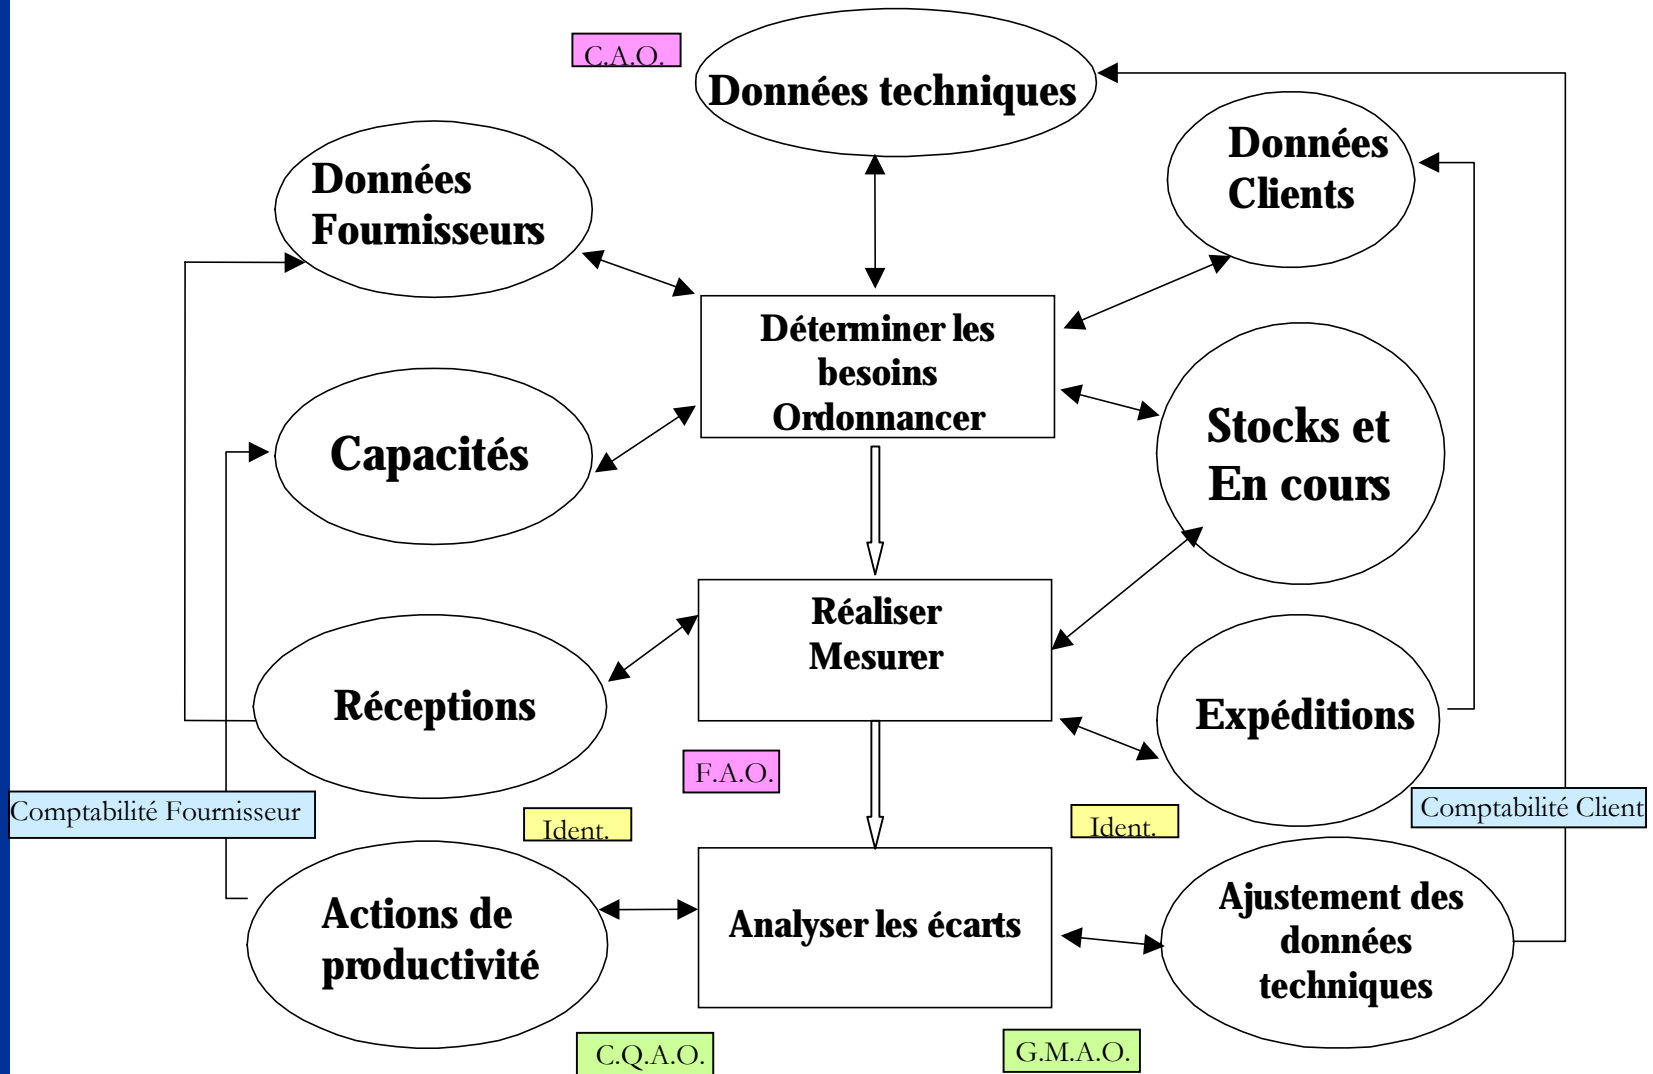 C.A.O.
Données techniques
Données
Clients
Données
Fournisseurs
Déterminer les
besoins
Ordonnancer
Capacités
Stocks et
En cours
Réaliser
Mesurer
Réceptions
Expéditions
F.A.O.
Comptabilité Fournisseur
Ident.
Ident.
Comptabilité Client
Actions de
productivité
Analyser les écarts
Ajustement des
données
techniques
C.Q.A.O.
G.M.A.O.